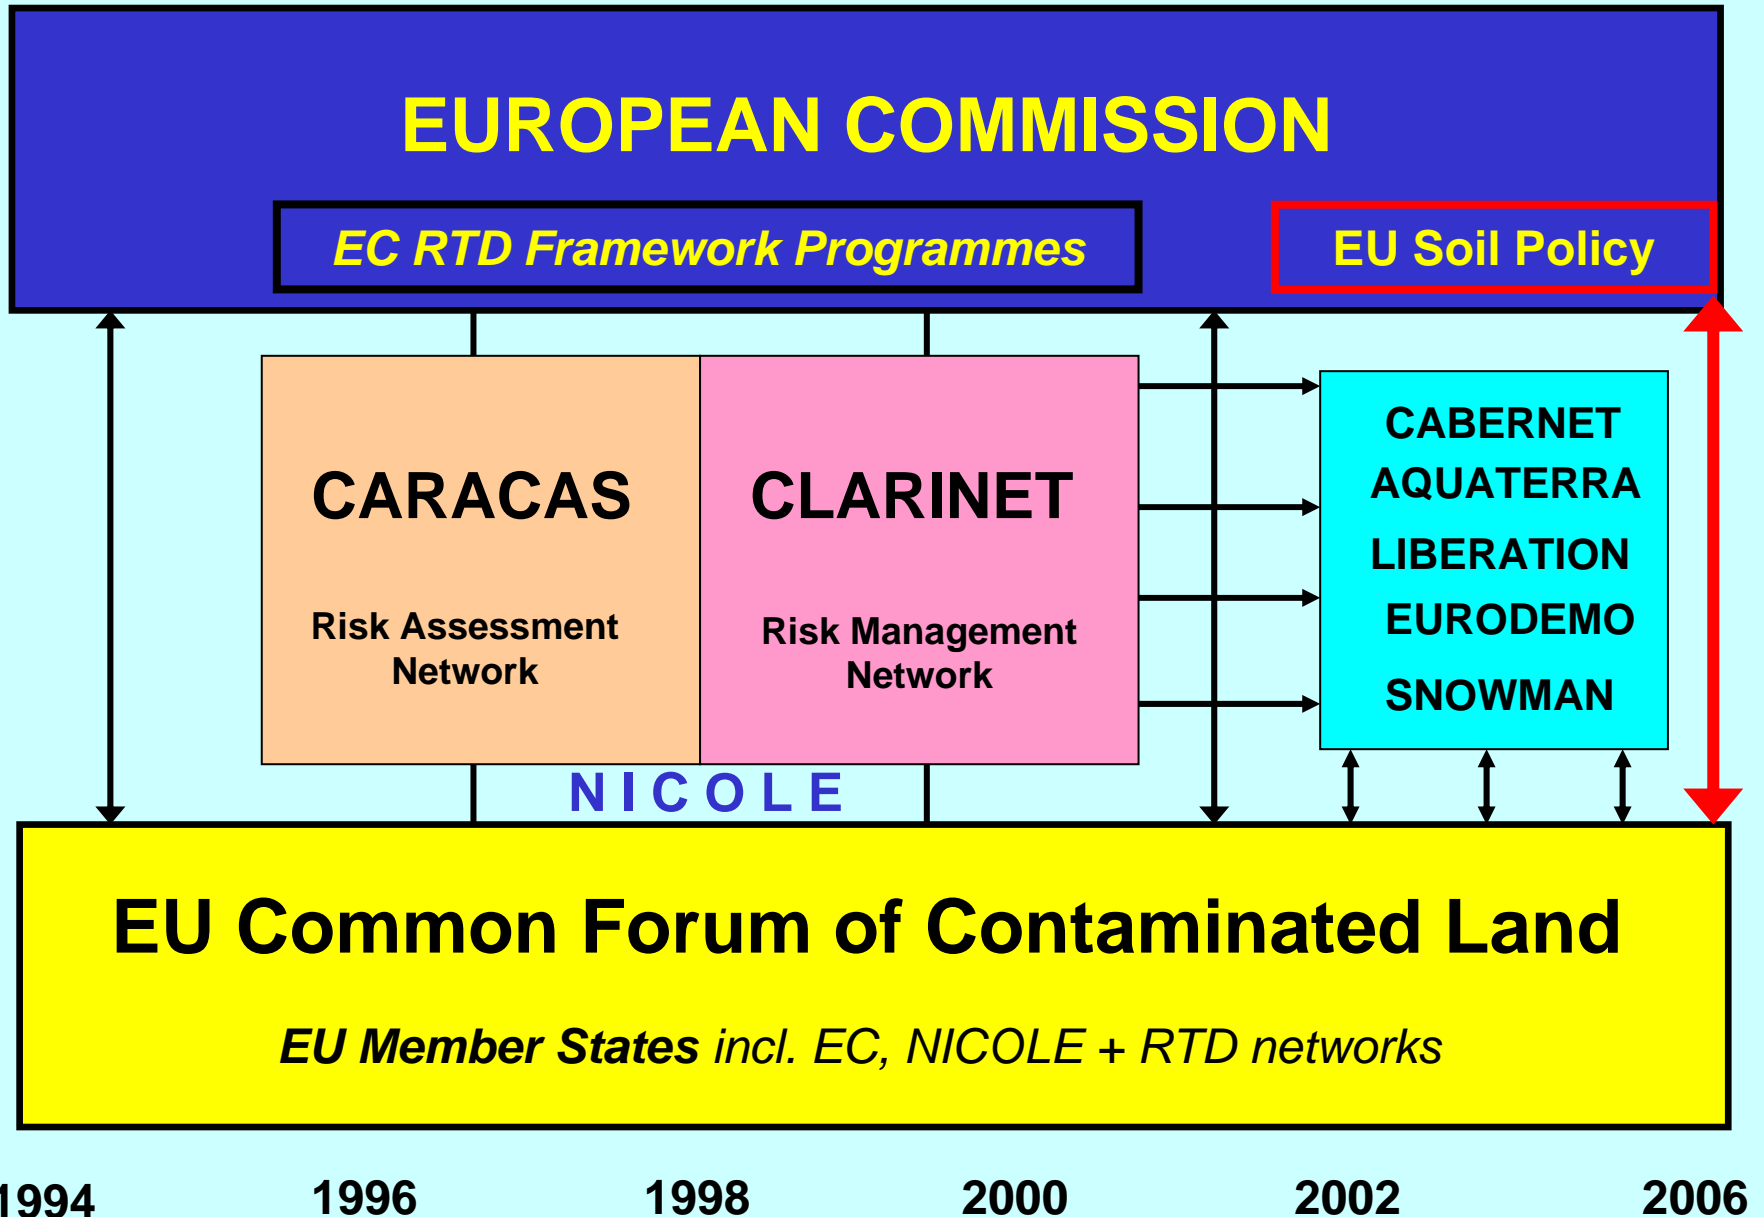 EUROPEAN COMMISSION
EC RTD Framework Programmes
EU Soil Policy
CARACAS
Risk Assessment
Network
CLARINET
Risk Management
Network
CABERNET
AQUATERRA
LIBERATION
EURODEMO
SNOWMAN
N I C O L E
EU Common Forum of Contaminated Land
EU Member States incl. EC, NICOLE + RTD networks
1994 1996 1998 2000 2002 2006